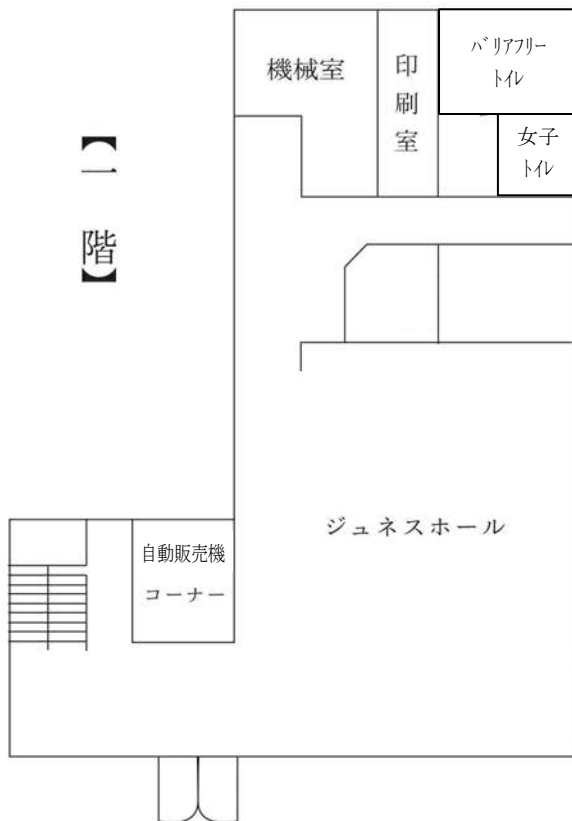 【一階】
機械室
印刷室
バリアフリー
トイレ
女子
トイレ
ジュネスホール
自動販売機
コーナー